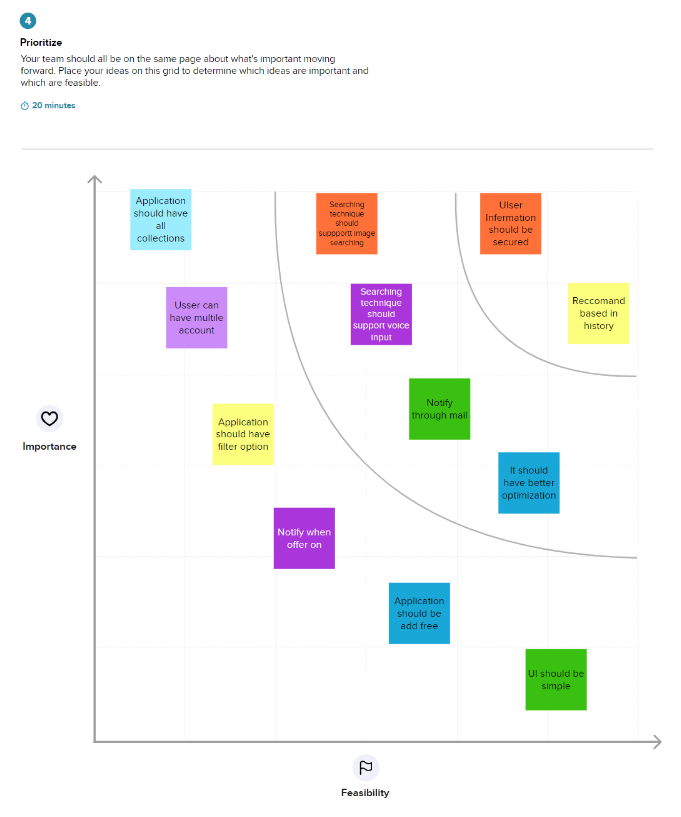 4
Prioritize
Your team should all be on the same page about what's important moving
forward. Place your ideas on this grid to determine which ideas are important and
which are feasible.
20 minutes
Application
should have
all
collections
Searching
technique
should
suppportt image
searching
UIser
Infermation
should be
secured
Usser can
have multile
account
Searching
technique
should
support voice
input
Reccomand
based in
history
Application
should have
filter option
Notify
through mail
It should
have better
optimization
Importance
Notify when
offer on
Application
should be
add free
UI should be
simple
Feasibility